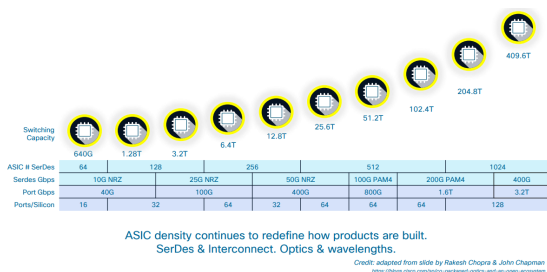 409.6T
204.8T
102.4T
51.2T
25.6T
12.8T
6.4T
Switching
Capacity
640G 1.28T 3.2T
ASIC # SerDes 64 128 256 512 1024
Serdes Gbps 10G NRZ 25G NRZ 50G NRZ 100G PAM4 200G PAM4 400G
Port Gbps 40G 100G 400G 800G 1.6T 3.2T
Ports/Silicon 16 32 64 32 64 64 64 128
ASIC density continues to redefine how products are built.
SerDes & Interconnect. Optics & wavelengths.
Credit: adapted from slide by Rakesh Chopra & John Chapman